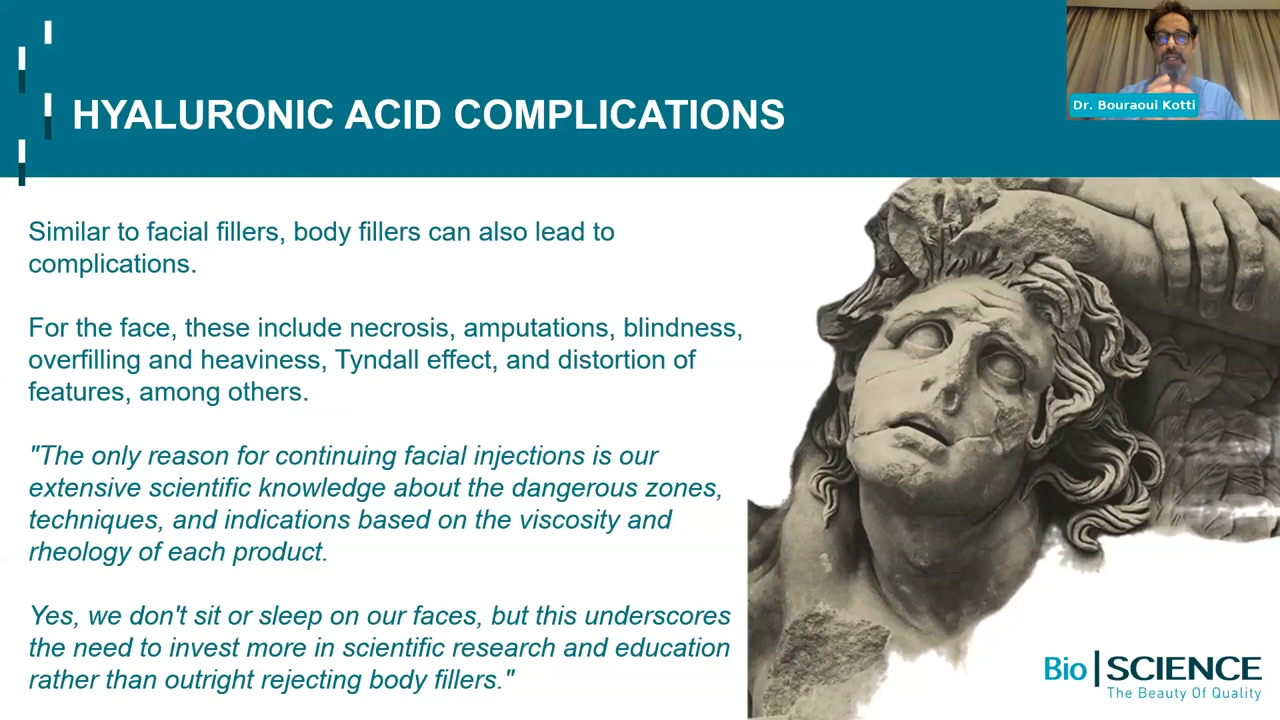 Dr. Bouraoui Kotti
HYALURONIC ACID COMPLICATIONS
Similar to facial fillers, body fillers can also lead to
complications.
For the face, these include necrosis, amputations, blindness,
overfilling and heaviness, Tyndall effect, and distortion of
features, among others.
"The only reason for continuing facial injections is our
extensive scientific knowledge about the dangerous zones,
techniques, and indications based on the viscosity and
rheology of each product.
Yes, we don't sit or sleep on our faces, but this underscores
the need to invest more in scientific research and education
rather than outright rejecting body fillers."
Bio SCIENCE
The Beauty Of Quality